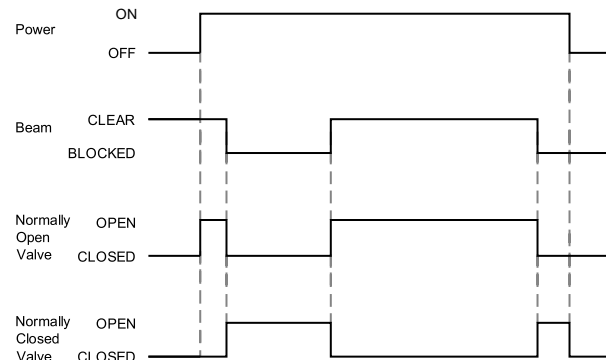 Power
ON
OFF
Beam
CLEAR
BLOCKED
Normally
Open
Valve
OPEN
CLOSED
Normally
Closed
Valve
OPEN
CLOSED